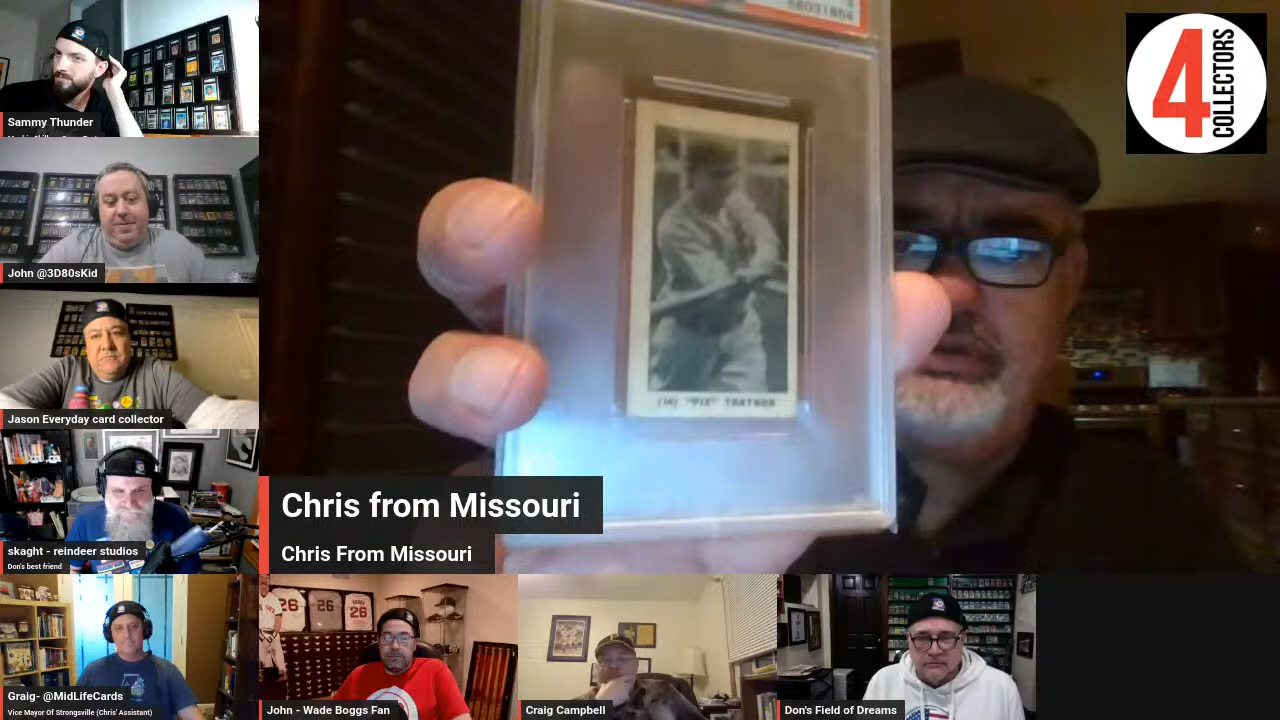 Sammy Thunder
John @3D80sKid
Jason Everyday card collector
skaght - reindeer studios
Don's best friend
Graig- @MidLifeCards
Vice Mayor Of Strongsville (Chris' Assistant)
John - Wade Boggs Fan
26
26
26
Craig Campbell
Don's Field of Dreams
Chris from Missouri
Chris From Missouri
"PIE" TRAYNOR
4
COLLECTORS